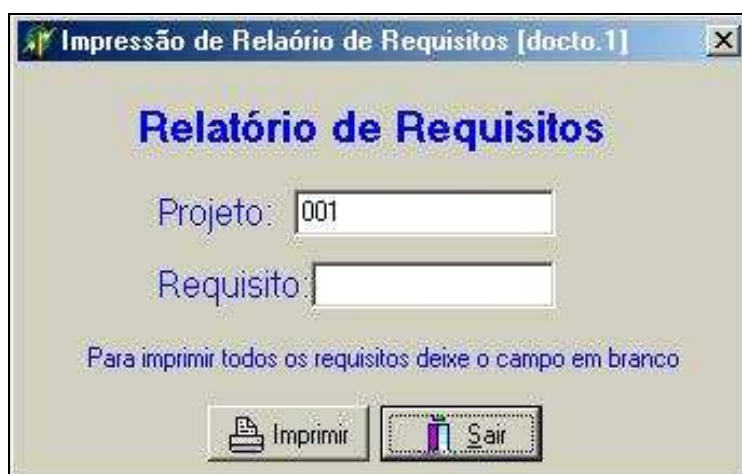 Impressão de Relaório de Requisitos [docto.1]
Relatório de Requisitos
Projeto: 001
Requisito:
Para imprimir todos os requisitos deixe o campo em branco
Imprimir Sair